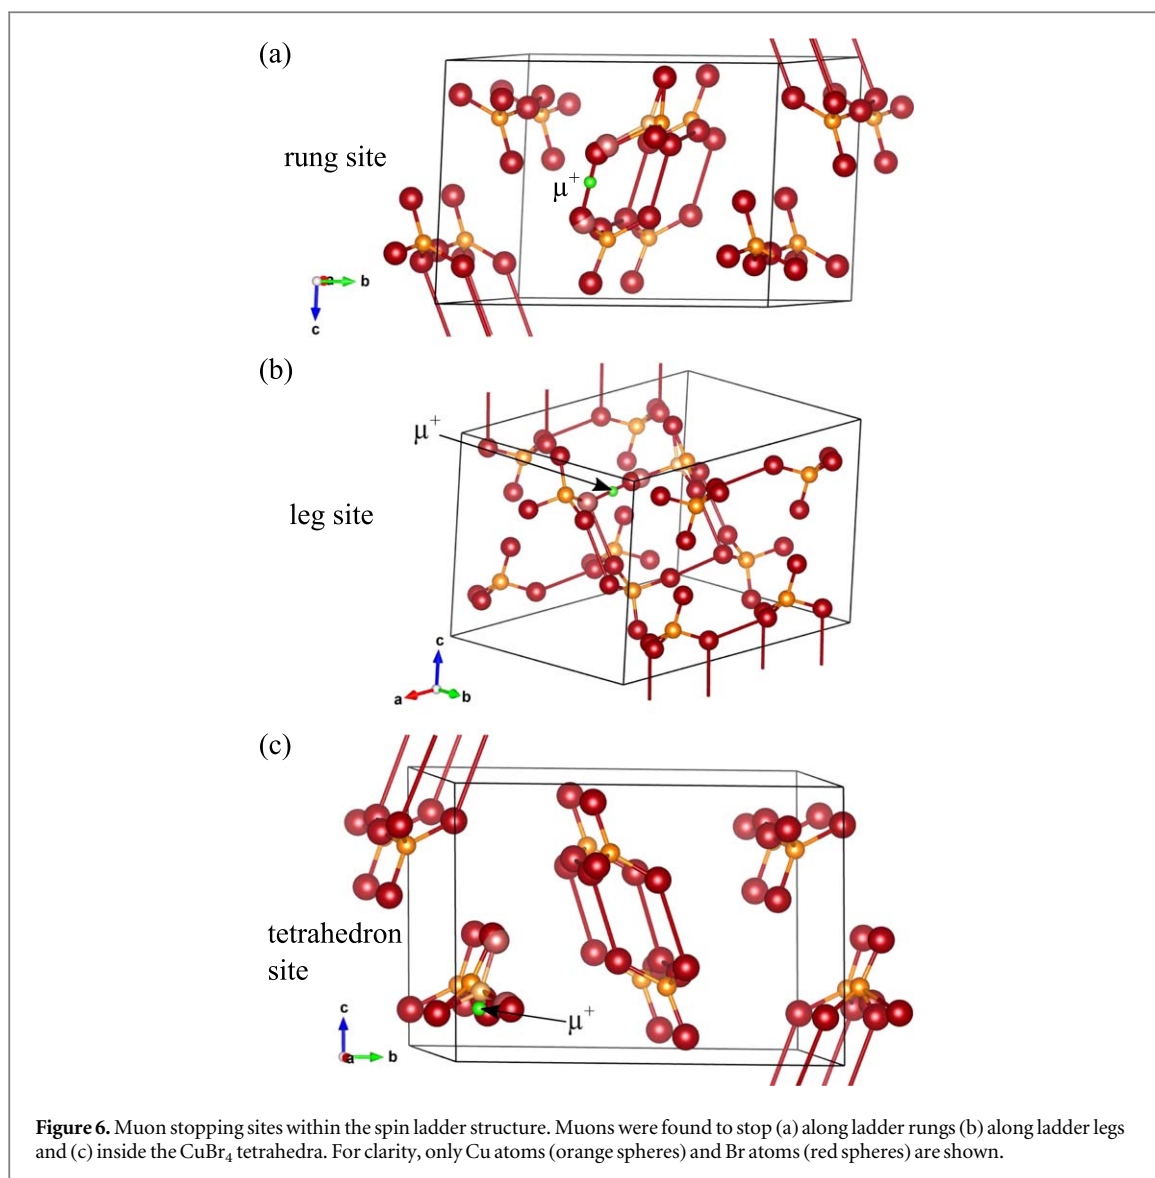 (a)
rung site
μ+
b
c
(b)
μ+
leg site
c
a
b
(c)
tetrahedron
site
μ+
c
a
b
Figure 6. Muon stopping sites within the spin ladder structure. Muons were found to stop (a) along ladder rungs (b) along ladder legs
and (c) inside the CuBr₄ tetrahedra. For clarity, only Cu atoms (orange spheres) and Br atoms (red spheres) are shown.